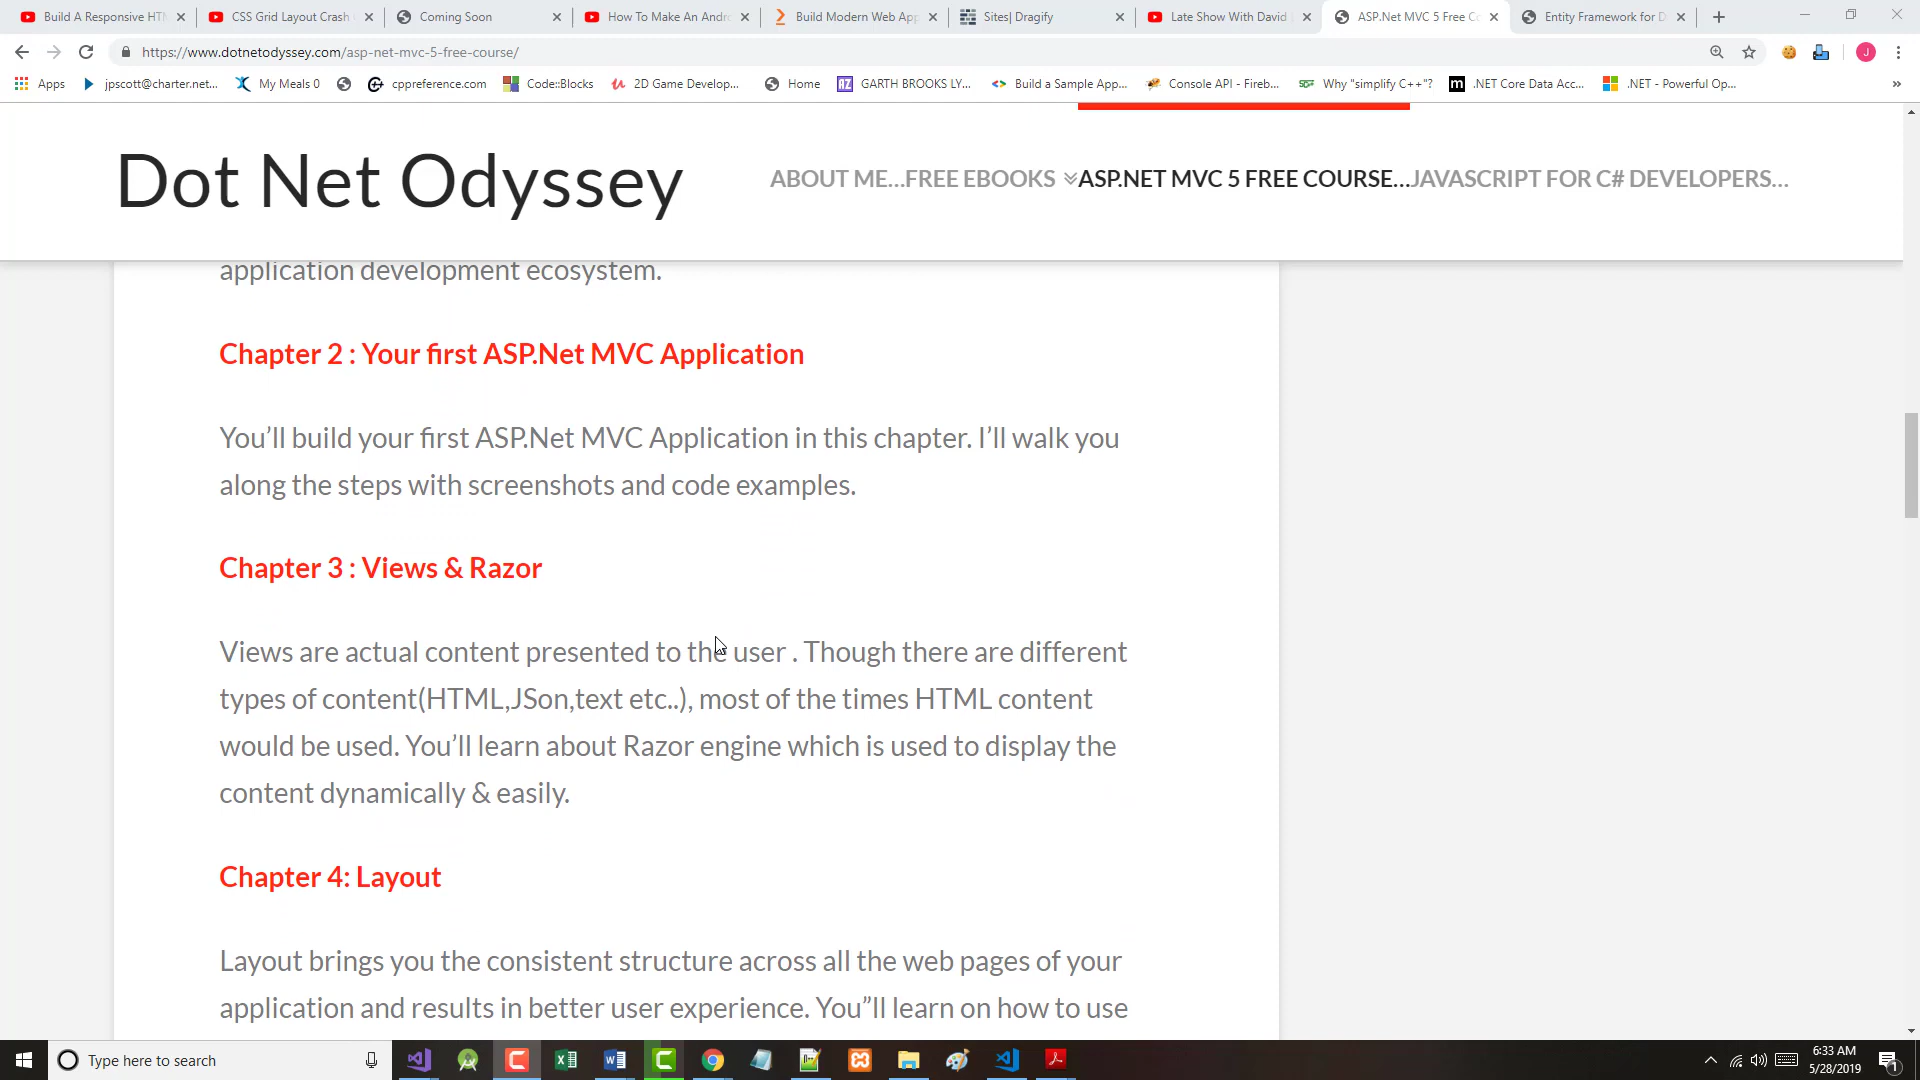 Build A Responsive HTM
CSS Grid Layout Crash
Coming Soon
How To Make An Andr
Build Modern Web App
Sites| Dragify
Late Show With David
ASP.Net MVC 5 Free Co
Entity Framework for D
https://www.dotnetodyssey.com/asp-net-mvc-5-free-course/
J
Apps
jpscott@charter.net...
My Meals 0
cppreference.com
Code::Blocks
2D Game Develop...
Home
AZ
GARTH BROOKS LY...
Build a Sample App...
Console API - Fireb...
Why "simplify C++"?
m
.NET Core Data Acc...
.NET - Powerful Op...
»
Dot Net Odyssey
ABOUT ME...
FREE EBOOKS
ASP.NET MVC 5 FREE COURSE...
JAVASCRIPT FOR C# DEVELOPERS...
application development ecosystem.
Chapter 2 : Your first ASP.Net MVC Application
You’ll build your first ASP.Net MVC Application in this chapter. I’ll walk you
along the steps with screenshots and code examples.
Chapter 3 : Views & Razor
Views are actual content presented to the user . Though there are different
types of content(HTML,JSon,text etc..), most of the times HTML content
would be used. You’ll learn about Razor engine which is used to display the
content dynamically & easily.
Chapter 4: Layout
Layout brings you the consistent structure across all the web pages of your
application and results in better user experience. You”ll learn on how to use
Type here to search
6:33 AM
5/28/2019
1